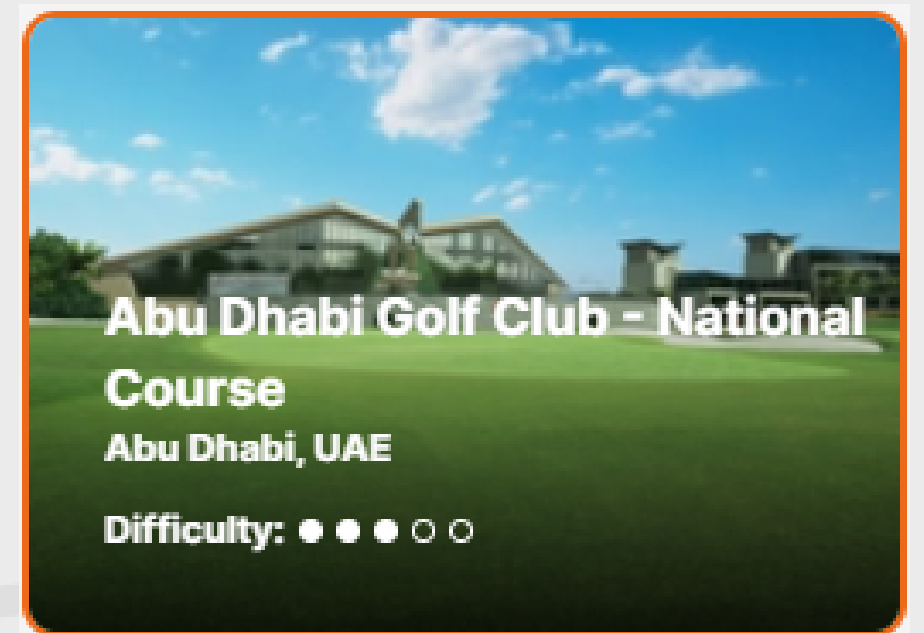 Abu Dhabi Golf Club - National
Course
Abu Dhabi, UAE
Difficulty: ●●●○○